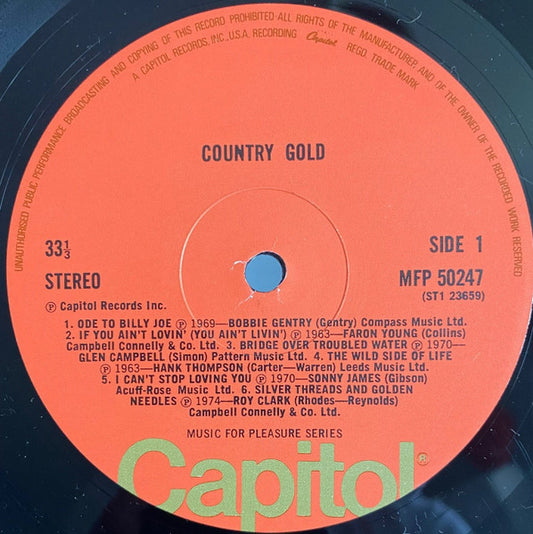 UNAUTHORISED PUBLIC PERFORMANCE BROADCASTING AND COPYING OF THIS RECORD PROHIBITED·ALL RIGHTS OF THE MANUFACTURER AND OF THE OWNER OF THE RECORDED WORK RESERVED
A CAPITOL RECORDS, INC., U.S.A. RECORDING Capitol REGD. TRADE MARK
COUNTRY GOLD
33⅓
SIDE 1
STEREO
MFP 50247
(ST1 23659)
Ⓟ Capitol Records Inc.
1. ODE TO BILLY JOE Ⓟ 1969—BOBBIE GENTRY (Gentry) Compass Music Ltd.
2. IF YOU AIN'T LOVIN' (YOU AIN'T LIVIN') Ⓟ 1963—FARON YOUNG (Collins)
Campbell Connelly & Co. Ltd. 3. BRIDGE OVER TROUBLED WATER Ⓟ 1970—
GLEN CAMPBELL (Simon) Pattern Music Ltd. 4. THE WILD SIDE OF LIFE
Ⓟ 1963—HANK THOMPSON (Carter—Warren) Leeds Music Ltd.
5. I CAN'T STOP LOVING YOU Ⓟ 1970—SONNY JAMES (Gibson)
Acuff-Rose Music Ltd. 6. SILVER THREADS AND GOLDEN
NEEDLES Ⓟ 1974—ROY CLARK (Rhodes—Reynolds)
Campbell Connelly & Co. Ltd.
MUSIC FOR PLEASURE SERIES
Capitol®